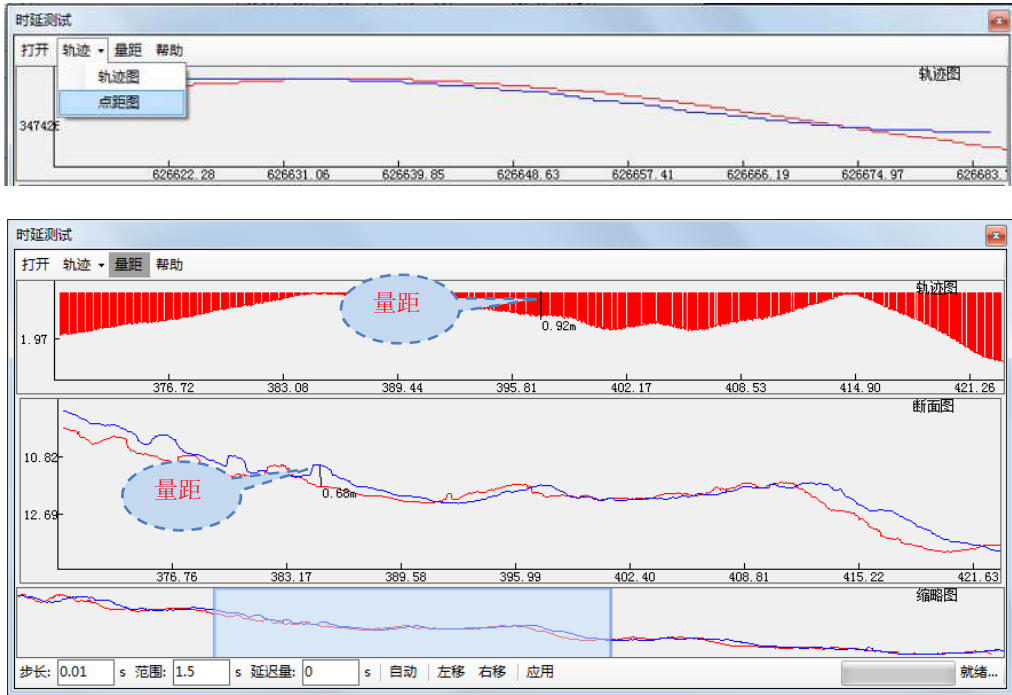 时延测试
打开 轨迹 量距 帮助
轨迹图
点距图
轨迹图
626622.28 626631.06 626639.85 626648.63 626657.41 626666.19 626674.97
时延测试
打开 轨迹 量距 帮助
轨迹图
量距
0.92m
1.97
376.72 383.08 389.44 395.81 402.17 408.53 414.90 421.26
断面图
10.82
量距
0.68m
12.69
376.76 383.17 389.58 395.99 402.40 408.81 415.22 421.63
缩略图
步长: 0.01 s 范围: 1.5 s 延迟量: 0 s 自动 左移 右移 应用 就绪...